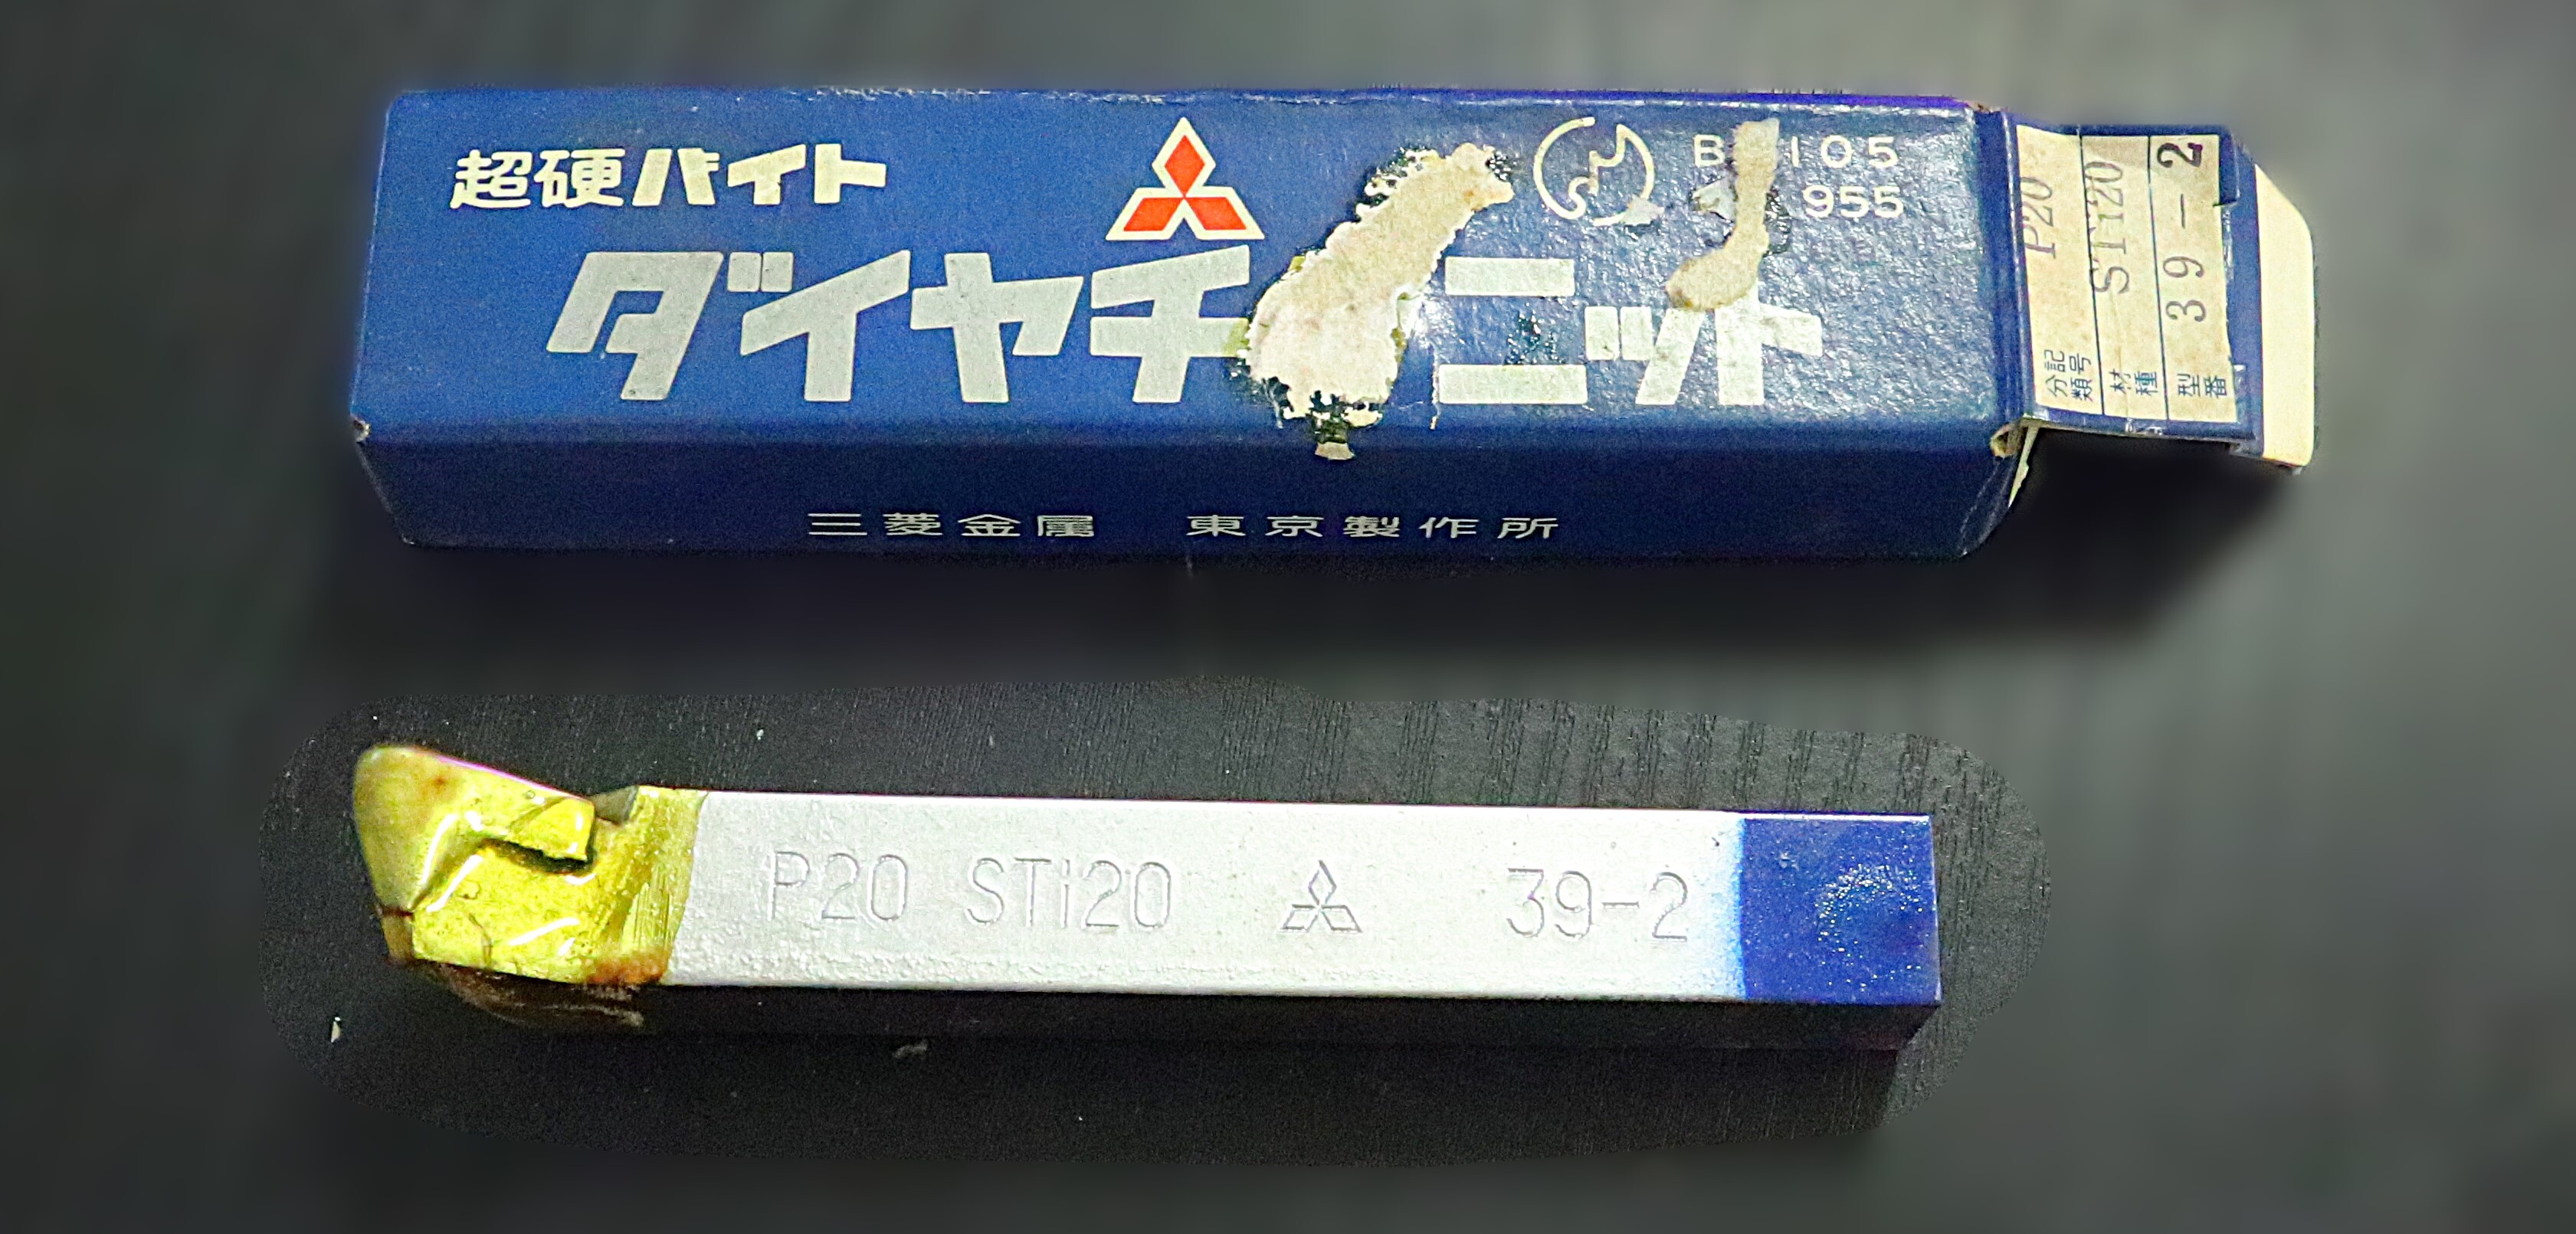 超硬バイト
B 105
955
ダイヤチ ニット
三菱金属 東京製作所
分類記号 P20
材種 STi20
型番 39-2
P20 STi20 39-2